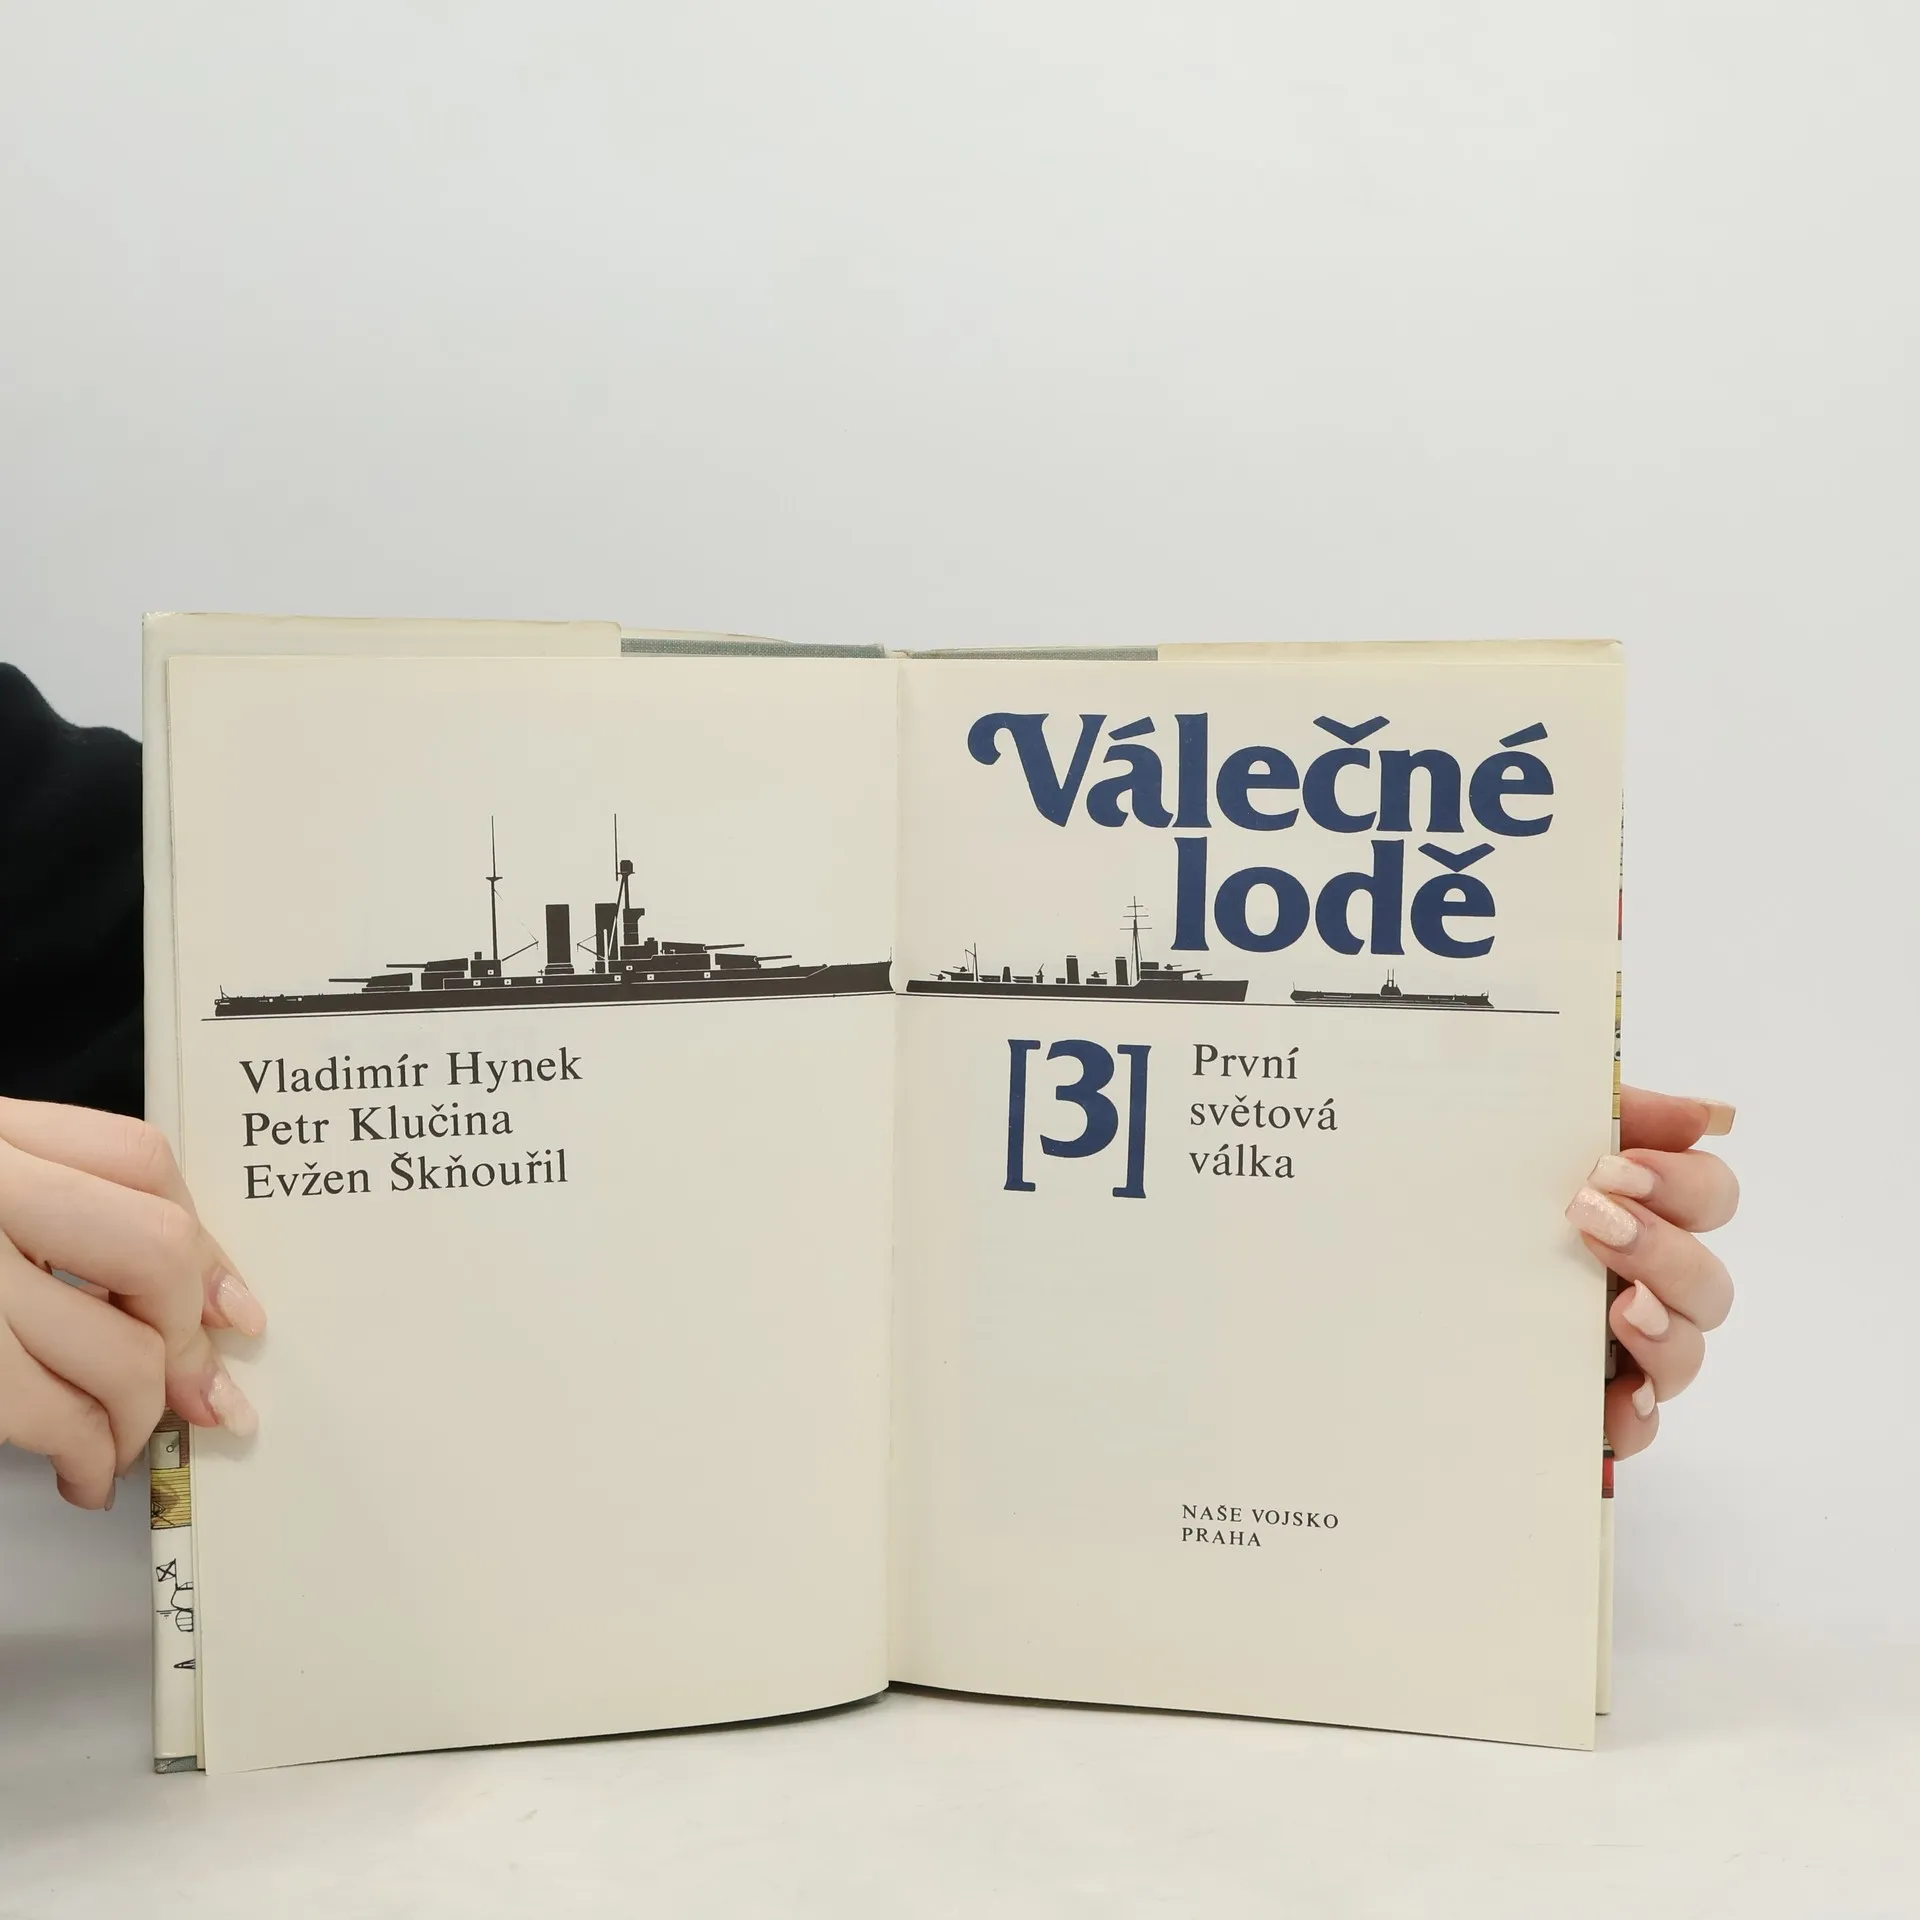 Vladimír Hynek
Petr Klučina
Evžen Škňouřil
Válečné
lodě
[3]
První
světová
válka
NAŠE VOJSKO
PRAHA